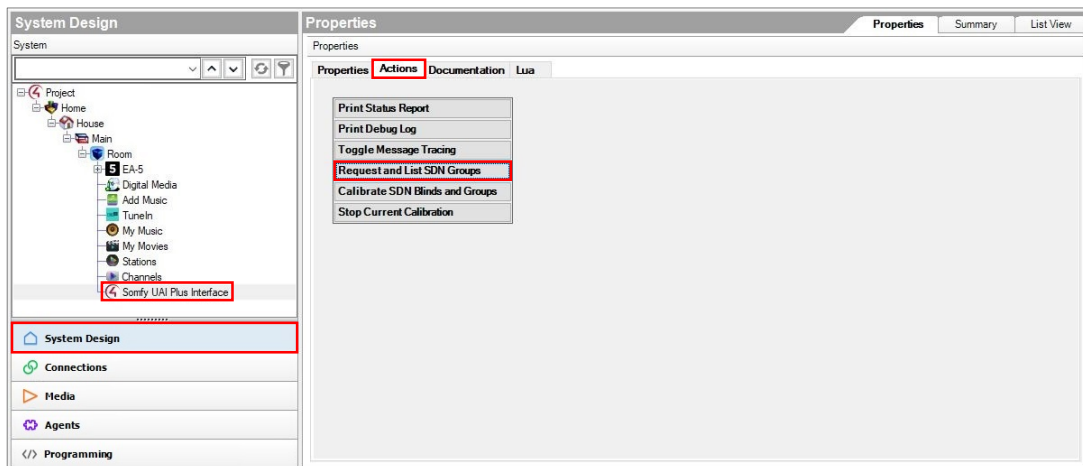 System Design
System
Project
Home
House
Main
Room
5 EA-5
Digital Media
Add Music
TuneIn
My Music
My Movies
Stations
Channels
Somfy UAI Plus Interface
System Design
Connections
Media
Agents
</> Programming
Properties
Properties Summary List View
Properties
Properties Actions Documentation Lua
Print Status Report
Print Debug Log
Toggle Message Tracing
Request and List SDN Groups
Calibrate SDN Blinds and Groups
Stop Current Calibration